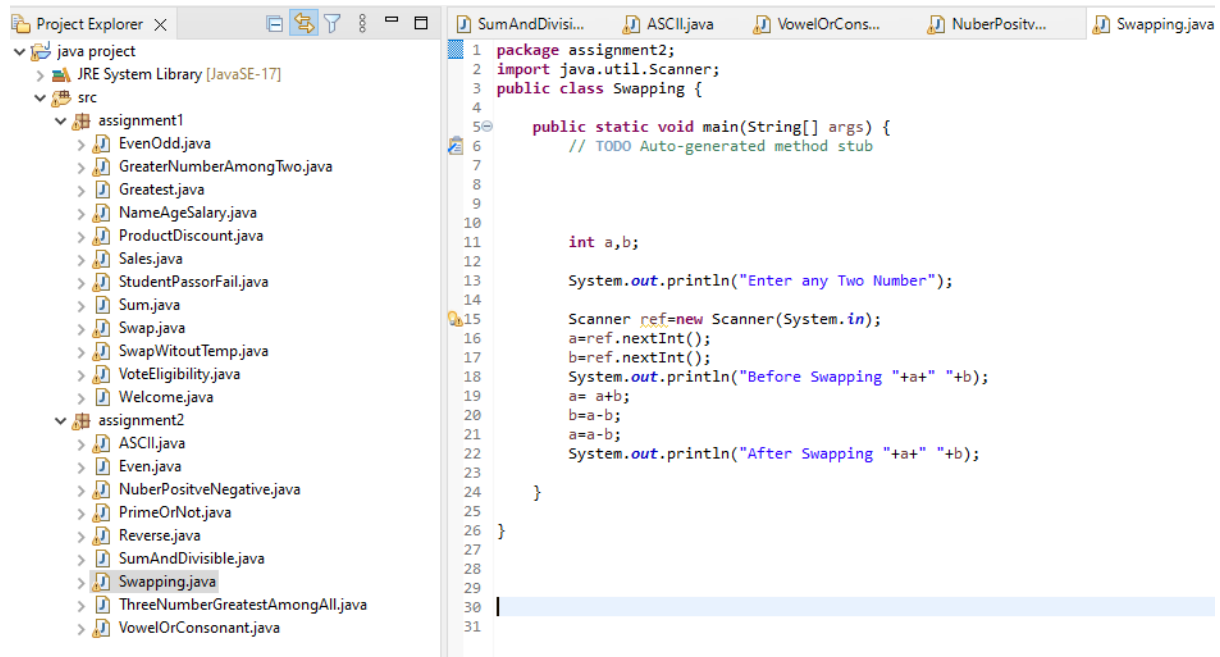 Project Explorer
java project
JRE System Library [JavaSE-17]
src
assignment1
EvenOdd.java
GreaterNumberAmongTwo.java
Greatest.java
NameAgeSalary.java
ProductDiscount.java
Sales.java
StudentPassorFail.java
Sum.java
Swap.java
SwapWitoutTemp.java
VoteEligibility.java
Welcome.java
assignment2
ASCII.java
Even.java
NuberPositveNegative.java
PrimeOrNot.java
Reverse.java
SumAndDivisible.java
Swapping.java
ThreeNumberGreatestAmongAll.java
VowelOrConsonant.java
SumAndDivisi... ASCII.java VowelOrCons... NuberPositv... Swapping.java
1 package assignment2;
2 import java.util.Scanner;
3 public class Swapping {
4
5 public static void main(String[] args) {
6 // TODO Auto-generated method stub
7
8
9
10
11 int a,b;
12
13 System.out.println("Enter any Two Number");
14
15 Scanner ref=new Scanner(System.in);
16 a=ref.nextInt();
17 b=ref.nextInt();
18 System.out.println("Before Swapping "+a+" "+b);
19 a= a+b;
20 b=a-b;
21 a=a-b;
22 System.out.println("After Swapping "+a+" "+b);
23
24 }
25
26 }
27
28
29
30
31